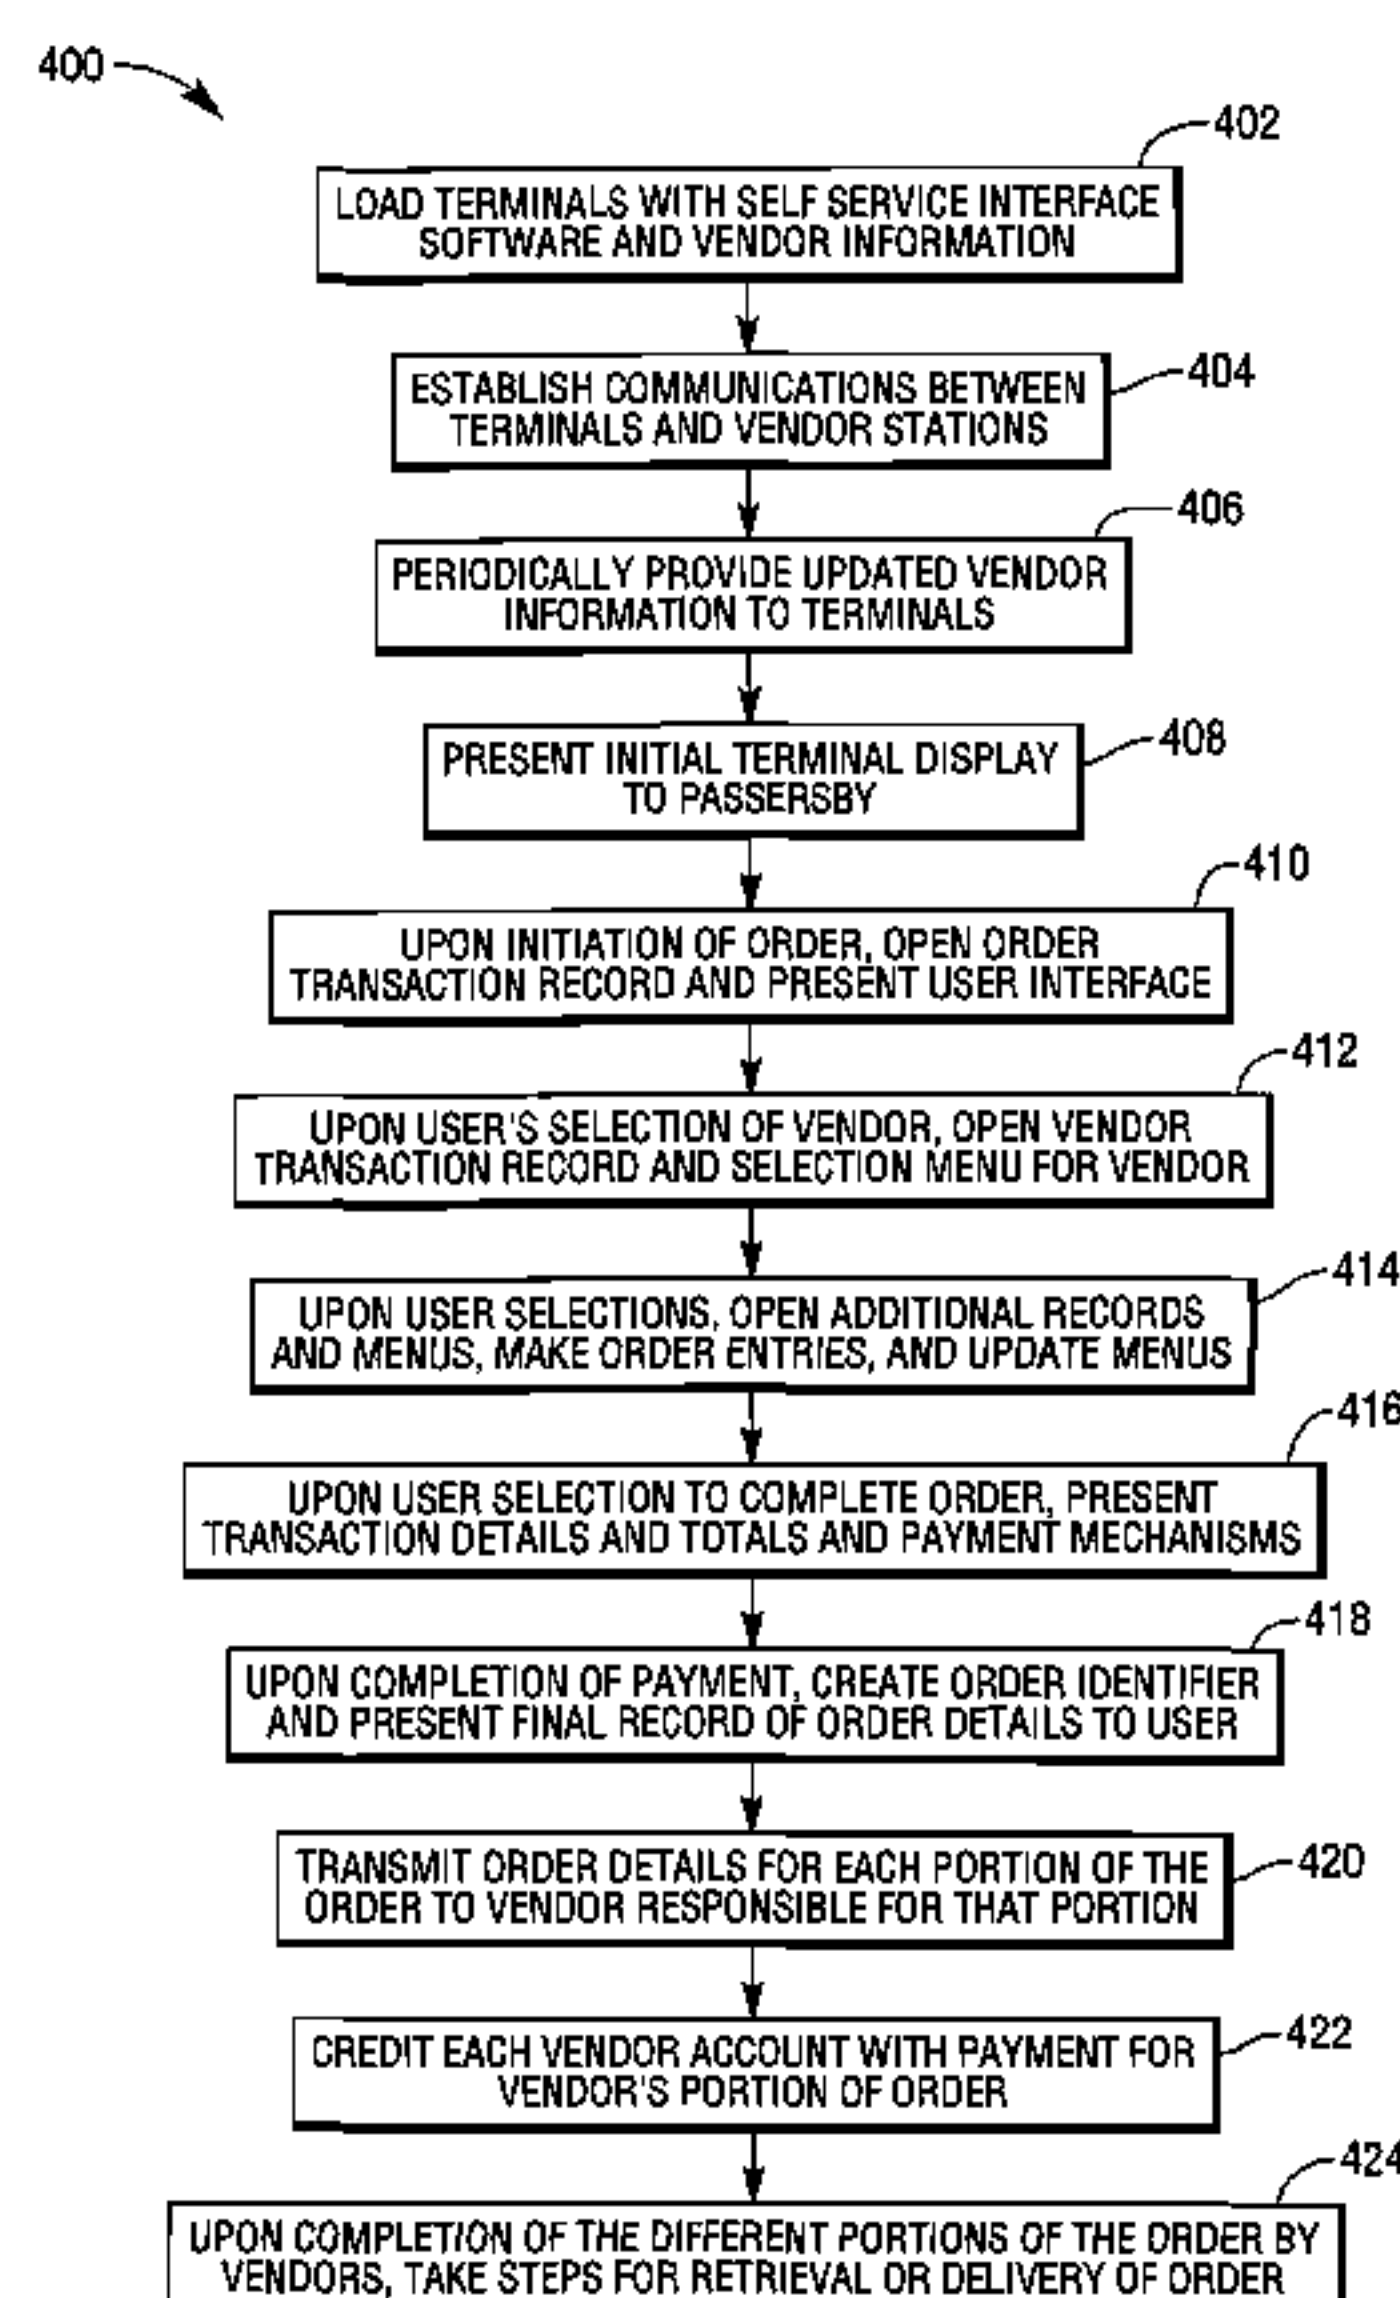 400
402
LOAD TERMINALS WITH SELF SERVICE INTERFACE
SOFTWARE AND VENDOR INFORMATION
404
ESTABLISH COMMUNICATIONS BETWEEN
TERMINALS AND VENDOR STATIONS
406
PERIODICALLY PROVIDE UPDATED VENDOR
INFORMATION TO TERMINALS
408
PRESENT INITIAL TERMINAL DISPLAY
TO PASSERSBY
410
UPON INITIATION OF ORDER, OPEN ORDER
TRANSACTION RECORD AND PRESENT USER INTERFACE
412
UPON USER'S SELECTION OF VENDOR, OPEN VENDOR
TRANSACTION RECORD AND SELECTION MENU FOR VENDOR
414
UPON USER SELECTIONS, OPEN ADDITIONAL RECORDS
AND MENUS, MAKE ORDER ENTRIES, AND UPDATE MENUS
416
UPON USER SELECTION TO COMPLETE ORDER, PRESENT
TRANSACTION DETAILS AND TOTALS AND PAYMENT MECHANISMS
418
UPON COMPLETION OF PAYMENT, CREATE ORDER IDENTIFIER
AND PRESENT FINAL RECORD OF ORDER DETAILS TO USER
420
TRANSMIT ORDER DETAILS FOR EACH PORTION OF THE
ORDER TO VENDOR RESPONSIBLE FOR THAT PORTION
422
CREDIT EACH VENDOR ACCOUNT WITH PAYMENT FOR
VENDOR'S PORTION OF ORDER
424
UPON COMPLETION OF THE DIFFERENT PORTIONS OF THE ORDER BY
VENDORS, TAKE STEPS FOR RETRIEVAL OR DELIVERY OF ORDER